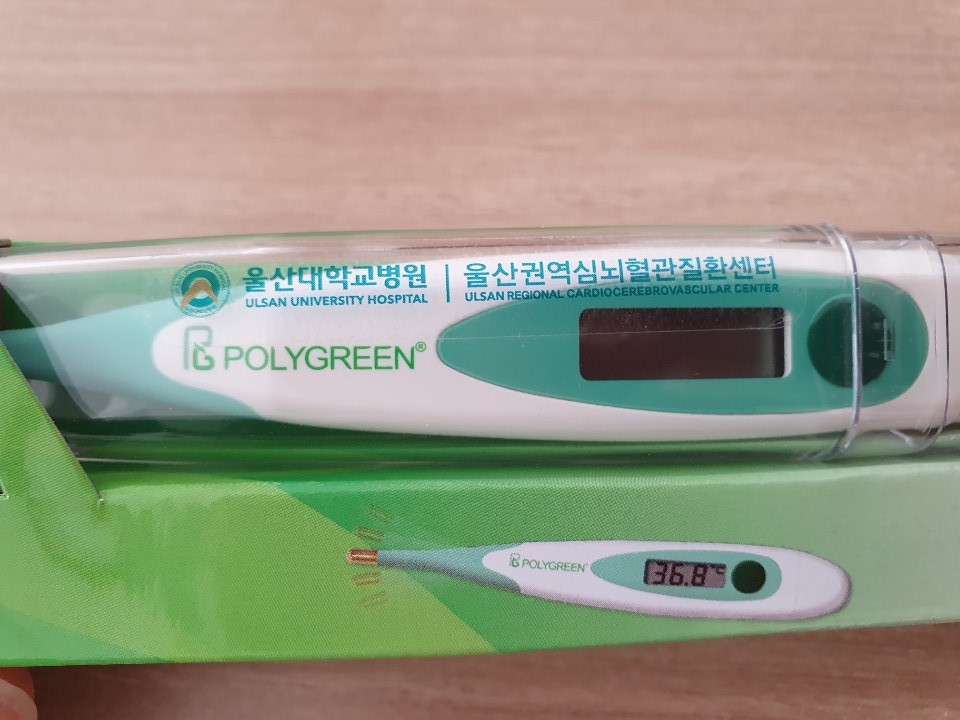 울산대학교병원 | 울산권역심뇌혈관질환센터
ULSAN UNIVERSITY HOSPITAL | ULSAN REGIONAL CARDIOCEREBROVASCULAR CENTER
POLYGREEN®
POLYGREEN
36.8°C